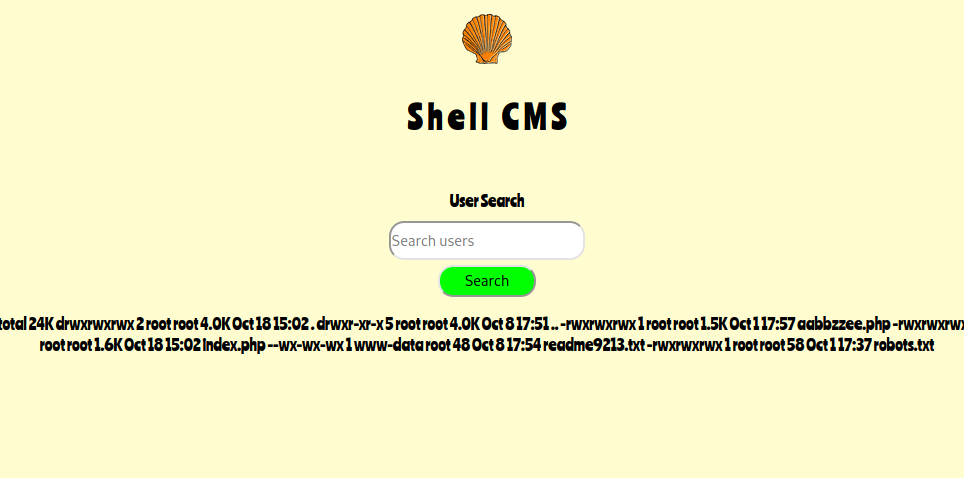 Shell CMS
User Search
Search users
Search
total 24K drwxrwxrwx 2 root root 4.0K Oct 18 15:02 . drwxr-xr-x 5 root root 4.0K Oct 8 17:51 .. -rwxrwxrwx 1 root root 1.5K Oct 1 17:57 aabbzzee.php -rwxrwxrwx
root root 1.6K Oct 18 15:02 index.php --wx-wx-wx 1 www-data root 48 Oct 8 17:54 readme9213.txt -rwxrwxrwx 1 root root 58 Oct 1 17:37 robots.txt